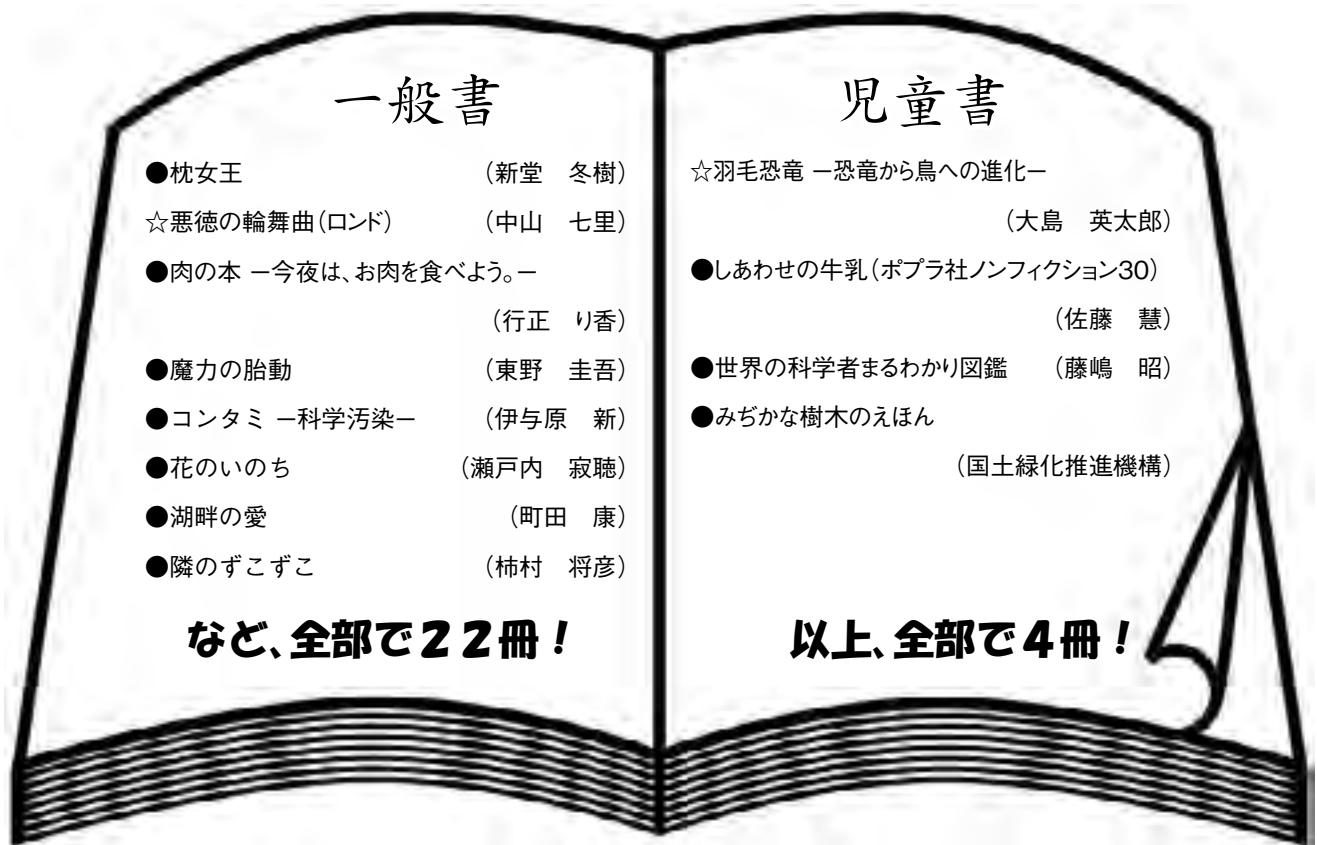 一般書
●枕女王 (新堂 冬樹)
☆悪徳の輪舞曲(ロンド) (中山 七里)
●肉の本 －今夜は、お肉を食べよう。－
(行正 り香)
●魔力の胎動 (東野 圭吾)
●コンタミ －科学汚染－ (伊与原 新)
●花のいのち (瀬戸内 寂聴)
●湖畔の愛 (町田 康)
●隣のずこずこ (柿村 将彦)
など、全部で２２冊！
児童書
☆羽毛恐竜 －恐竜から鳥への進化－
(大島 英太郎)
●しあわせの牛乳(ポプラ社ノンフィクション30)
(佐藤 慧)
●世界の科学者まるわかり図鑑 (藤嶋 昭)
●みぢかな樹木のえほん
(国土緑化推進機構)
以上、全部で４冊！